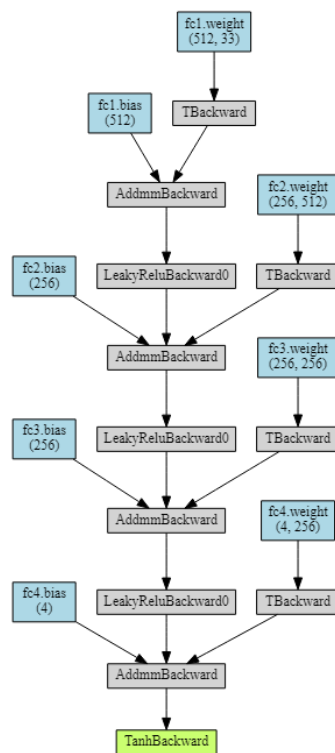 fc1.weight
(512, 33)
fc1.bias
(512)
TBackward
AddmmBackward
fc2.weight
(256, 512)
fc2.bias
(256)
LeakyReluBackward0
TBackward
AddmmBackward
fc3.weight
(256, 256)
fc3.bias
(256)
LeakyReluBackward0
TBackward
AddmmBackward
fc4.weight
(4, 256)
fc4.bias
(4)
LeakyReluBackward0
TBackward
AddmmBackward
TanhBackward